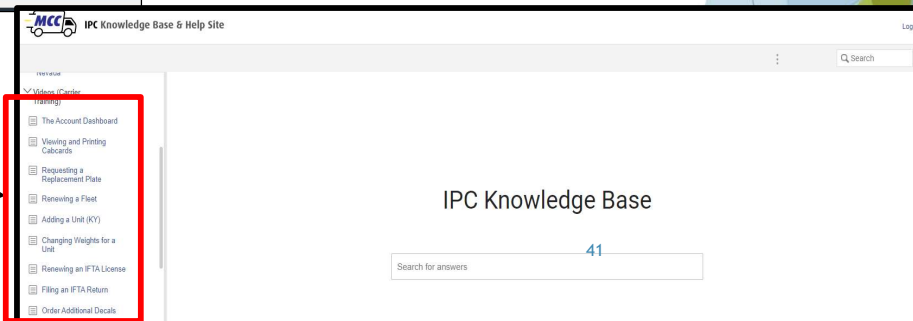 MCC IPC Knowledge Base & Help Site
Log
Search
Nevada
Videos (Carrier
Training)
The Account Dashboard
Viewing and Printing
Cabcards
Requesting a
Replacement Plate
Renewing a Fleet
Adding a Unit (KY)
Changing Weights for a
Unit
Renewing an IFTA License
Filing an IFTA Return
Order Additional Decals
IPC Knowledge Base
41
Search for answers